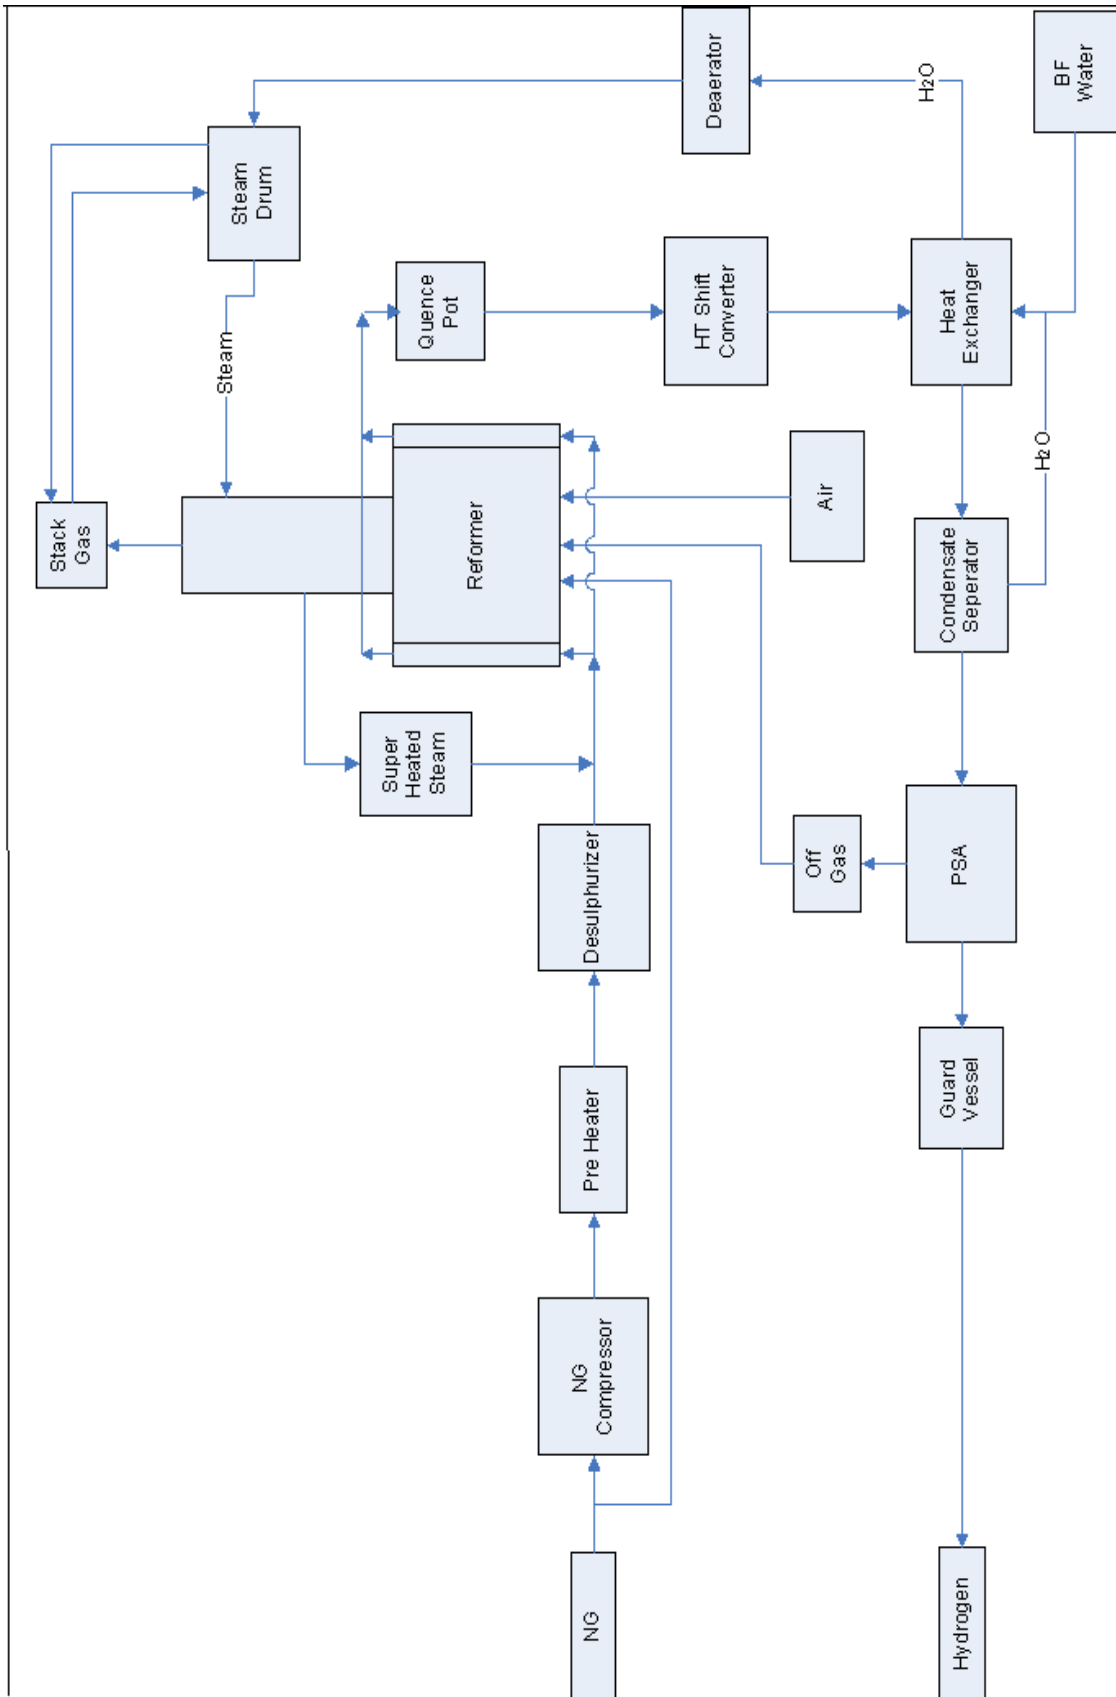 NG
NG
Compressor
Pre Heater
Desulphurizer
Super
Heated
Steam
Reformer
Stack
Gas
Steam
Steam
Drum
Quence
Pot
HT Shift
Converter
Deaerator
H2O
BF
Water
Heat
Exchanger
H2O
Air
Condensate
Seperator
Off
Gas
PSA
Guard
Vessel
Hydrogen